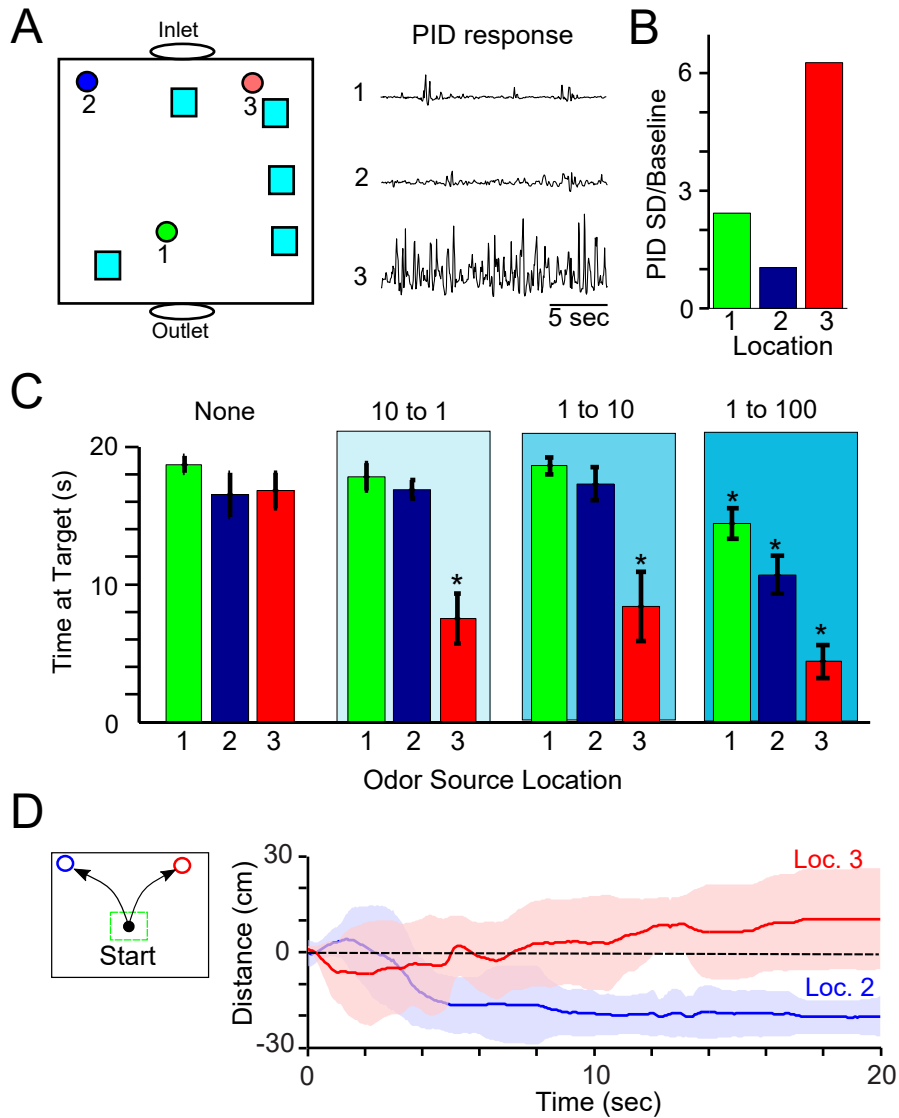 A
Inlet
2
3
1
Outlet
PID response
1
2
3
5 sec
B
PID SD/Baseline
6
3
0
1 2 3
Location
C
None
10 to 1
1 to 10
1 to 100
Time at Target (s)
20
10
0
*
*
*
*
*
1 2 3 1 2 3 1 2 3 1 2 3
Odor Source Location
D
Start
Distance (cm)
30
0
-30
Loc. 3
Loc. 2
0 10 20
Time (sec)